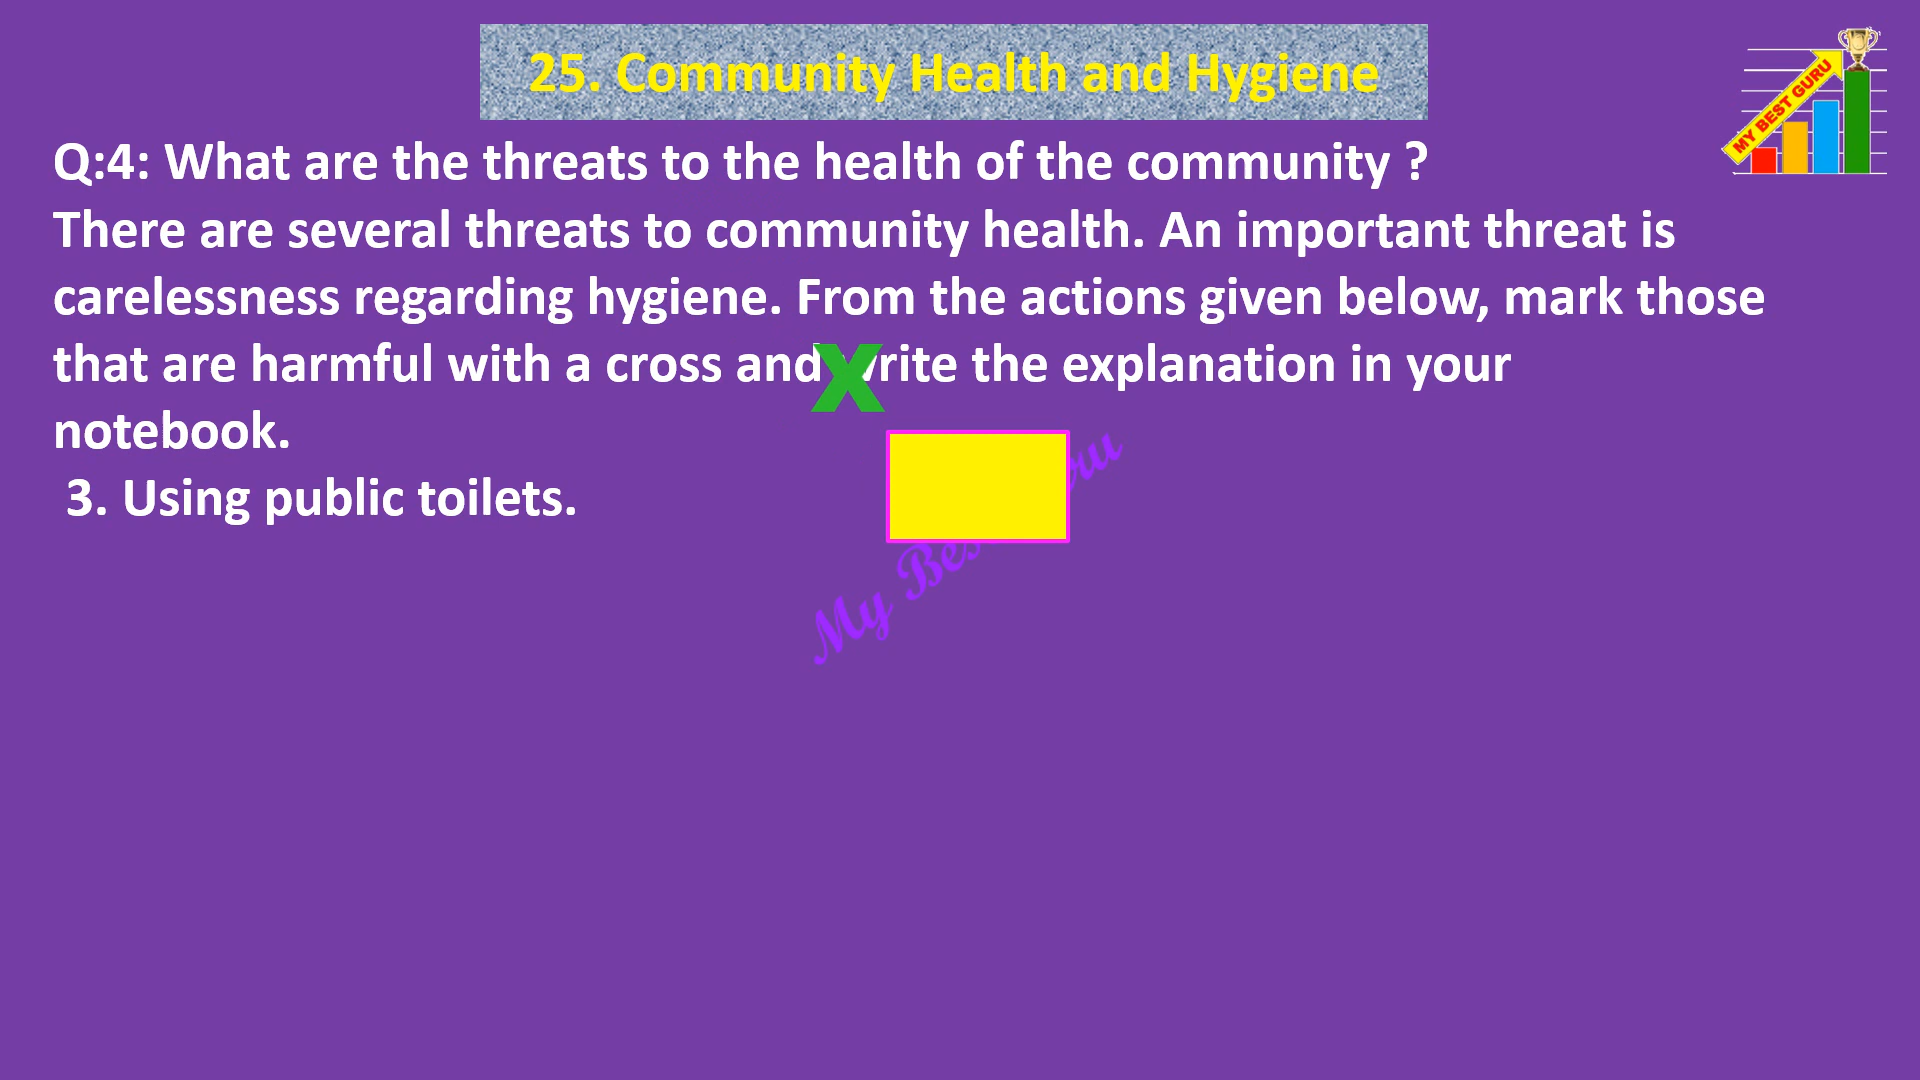 25. Community Health and Hygiene
MY BEST GURU
Q:4: What are the threats to the health of the community ?
There are several threats to community health. An important threat is
carelessness regarding hygiene. From the actions given below, mark those
that are harmful with a cross and write the explanation in your
notebook.
X
3. Using public toilets.
My